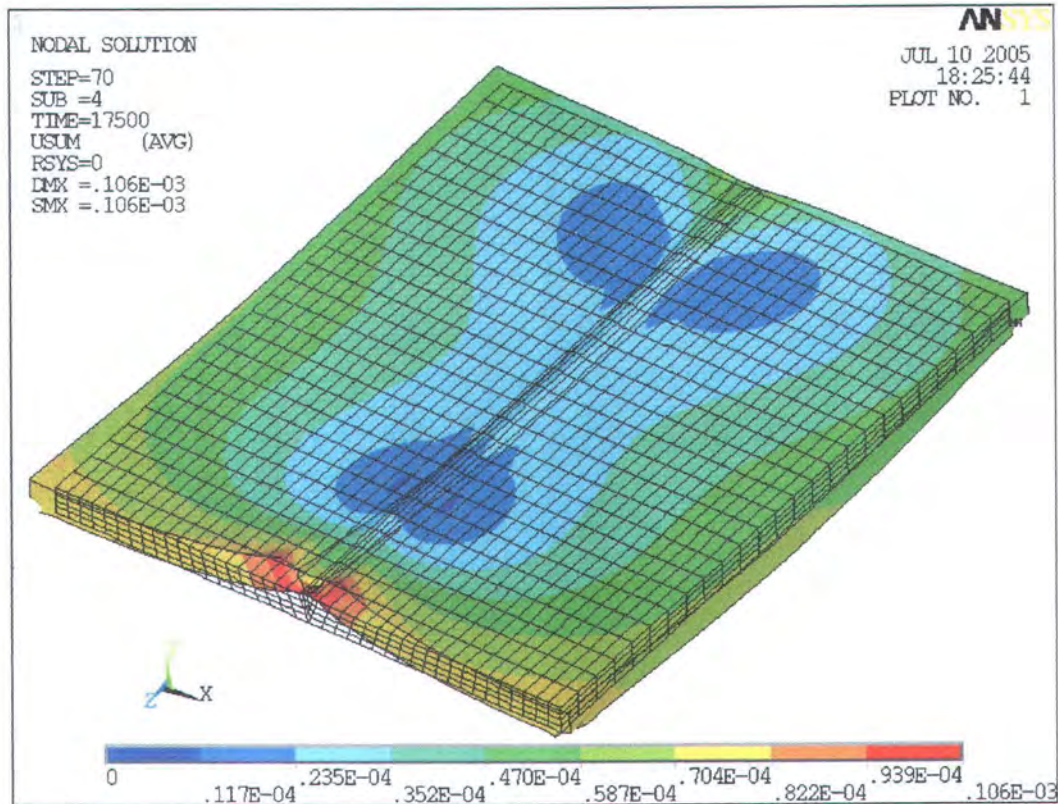 ANSYS
NODAL SOLUTION
STEP=70
SUB =4
TIME=17500
USUM (AVG)
RSYS=0
DMX =.106E-03
SMX =.106E-03
JUL 10 2005
18:25:44
PLOT NO. 1
Y
Z X
0 .235E-04 .470E-04 .704E-04 .939E-04
.117E-04 .352E-04 .587E-04 .822E-04 .106E-03